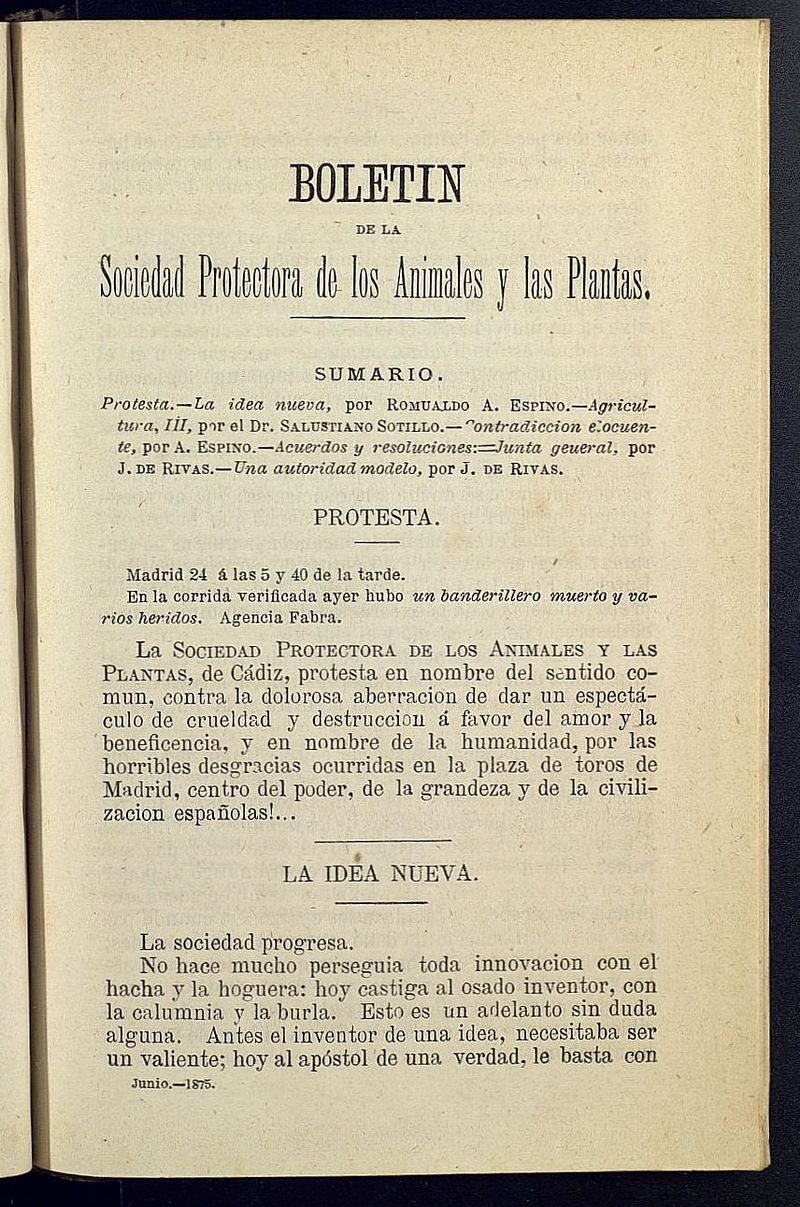 BOLETIN
DE LA
Sociedad Protectora de los Animales y las Plantas.
SUMARIO.
Protesta.—La idea nueva, por ROMUALDO A. ESPINO.—Agricul-
tura, III, por el Dr. SALUSTIANO SOTILLO.—Contradiccion elocuen-
te, por A. ESPINO.—Acuerdos y resoluciones:=Junta geueral, por
J. DE RIVAS.—Una autoridad modelo, por J. DE RIVAS.
PROTESTA.
Madrid 24 á las 5 y 40 de la tarde.
En la corrida verificada ayer hubo un banderillero muerto y va-
rios heridos. Agencia Fabra.
La SOCIEDAD PROTECTORA DE LOS ANIMALES Y LAS
PLANTAS, de Cádiz, protesta en nombre del sentido co-
mun, contra la dolorosa aberracion de dar un espectá-
culo de crueldad y destruccion á favor del amor y la
beneficencia, y en nombre de la humanidad, por las
horribles desgracias ocurridas en la plaza de toros de
Madrid, centro del poder, de la grandeza y de la civili-
zacion españolas!...
LA IDEA NUEVA.
La sociedad progresa.
No hace mucho perseguia toda innovacion con el
hacha y la hoguera: hoy castiga al osado inventor, con
la calumnia y la burla. Esto es un adelanto sin duda
alguna. Antes el inventor de una idea, necesitaba ser
un valiente; hoy al apóstol de una verdad, le basta con
Junio.—1875.